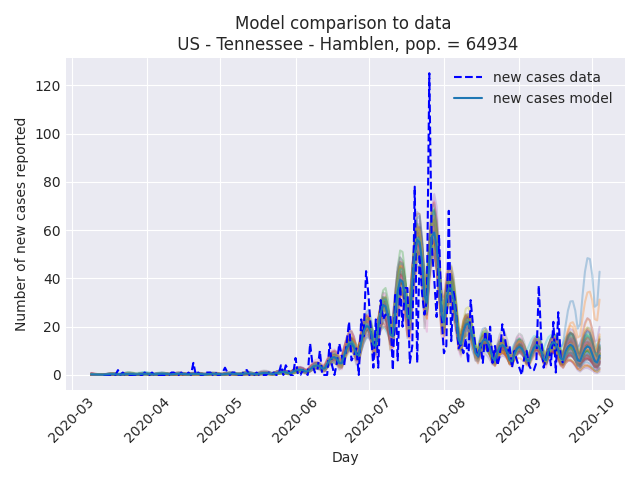 Model comparison to data
US - Tennessee - Hamblen, pop. = 64934
new cases data
new cases model
Number of new cases reported
120
100
80
60
40
20
0
2020-03
2020-04
2020-05
2020-06
2020-07
2020-08
2020-09
2020-10
Day